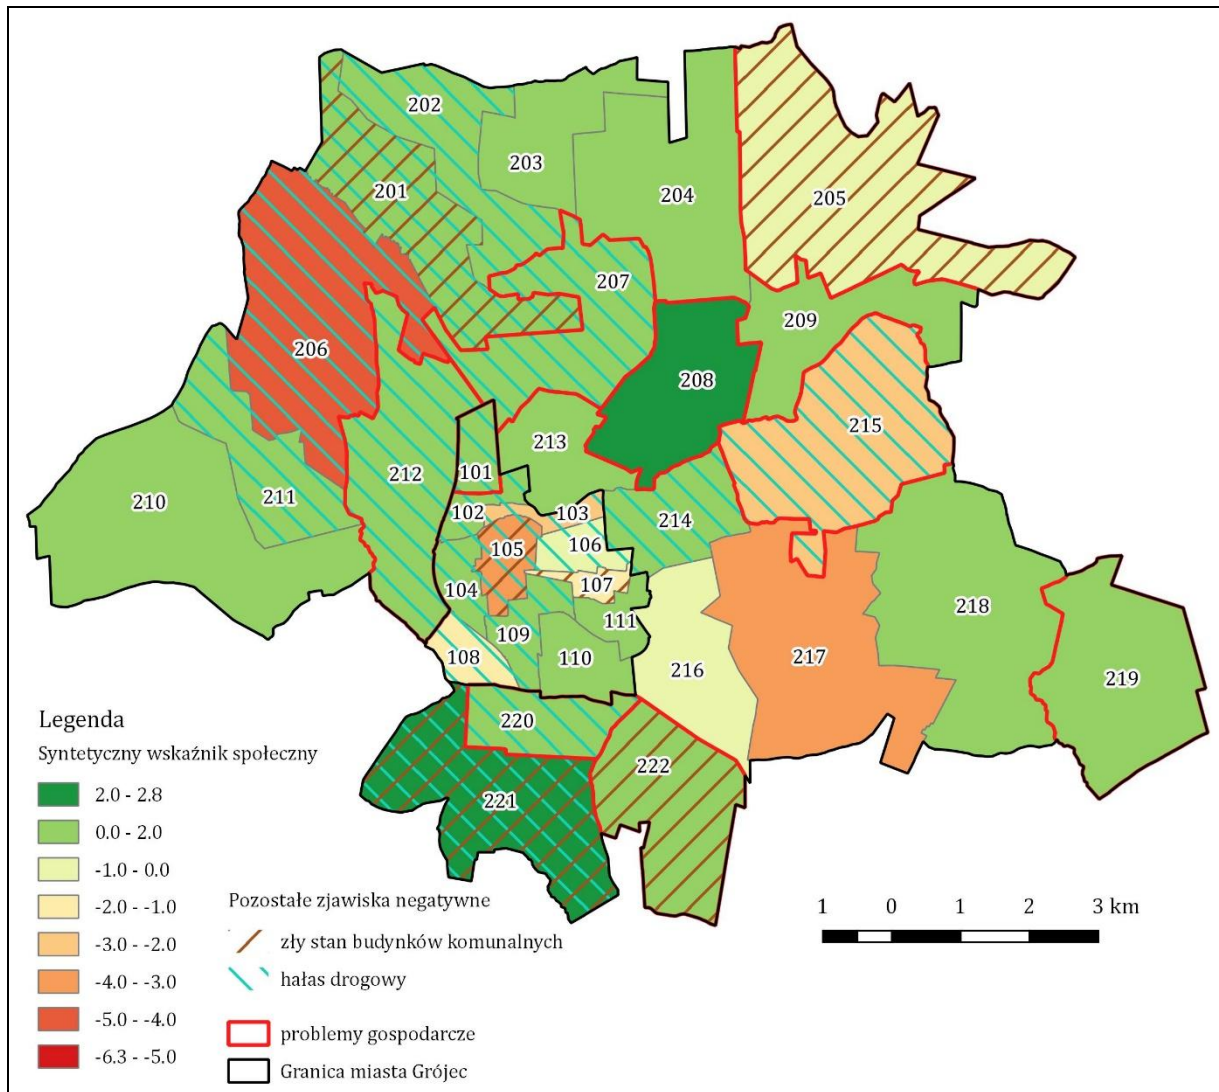 202
203
201
204
205
207
209
206
208
215
213
212
101
210
211
102
103
214
105
106
104
107
218
109
111
108
110
217
216
219
220
222
221
Legenda
Syntetyczny wskaźnik społeczny
2.0 - 2.8
0.0 - 2.0
-1.0 - 0.0
-2.0 - -1.0
-3.0 - -2.0
-4.0 - -3.0
-5.0 - -4.0
-6.3 - -5.0
Pozostałe zjawiska negatywne
zły stan budynków komunalnych
hałas drogowy
problemy gospodarcze
Granica miasta Grójec
1 0 1 2 3 km